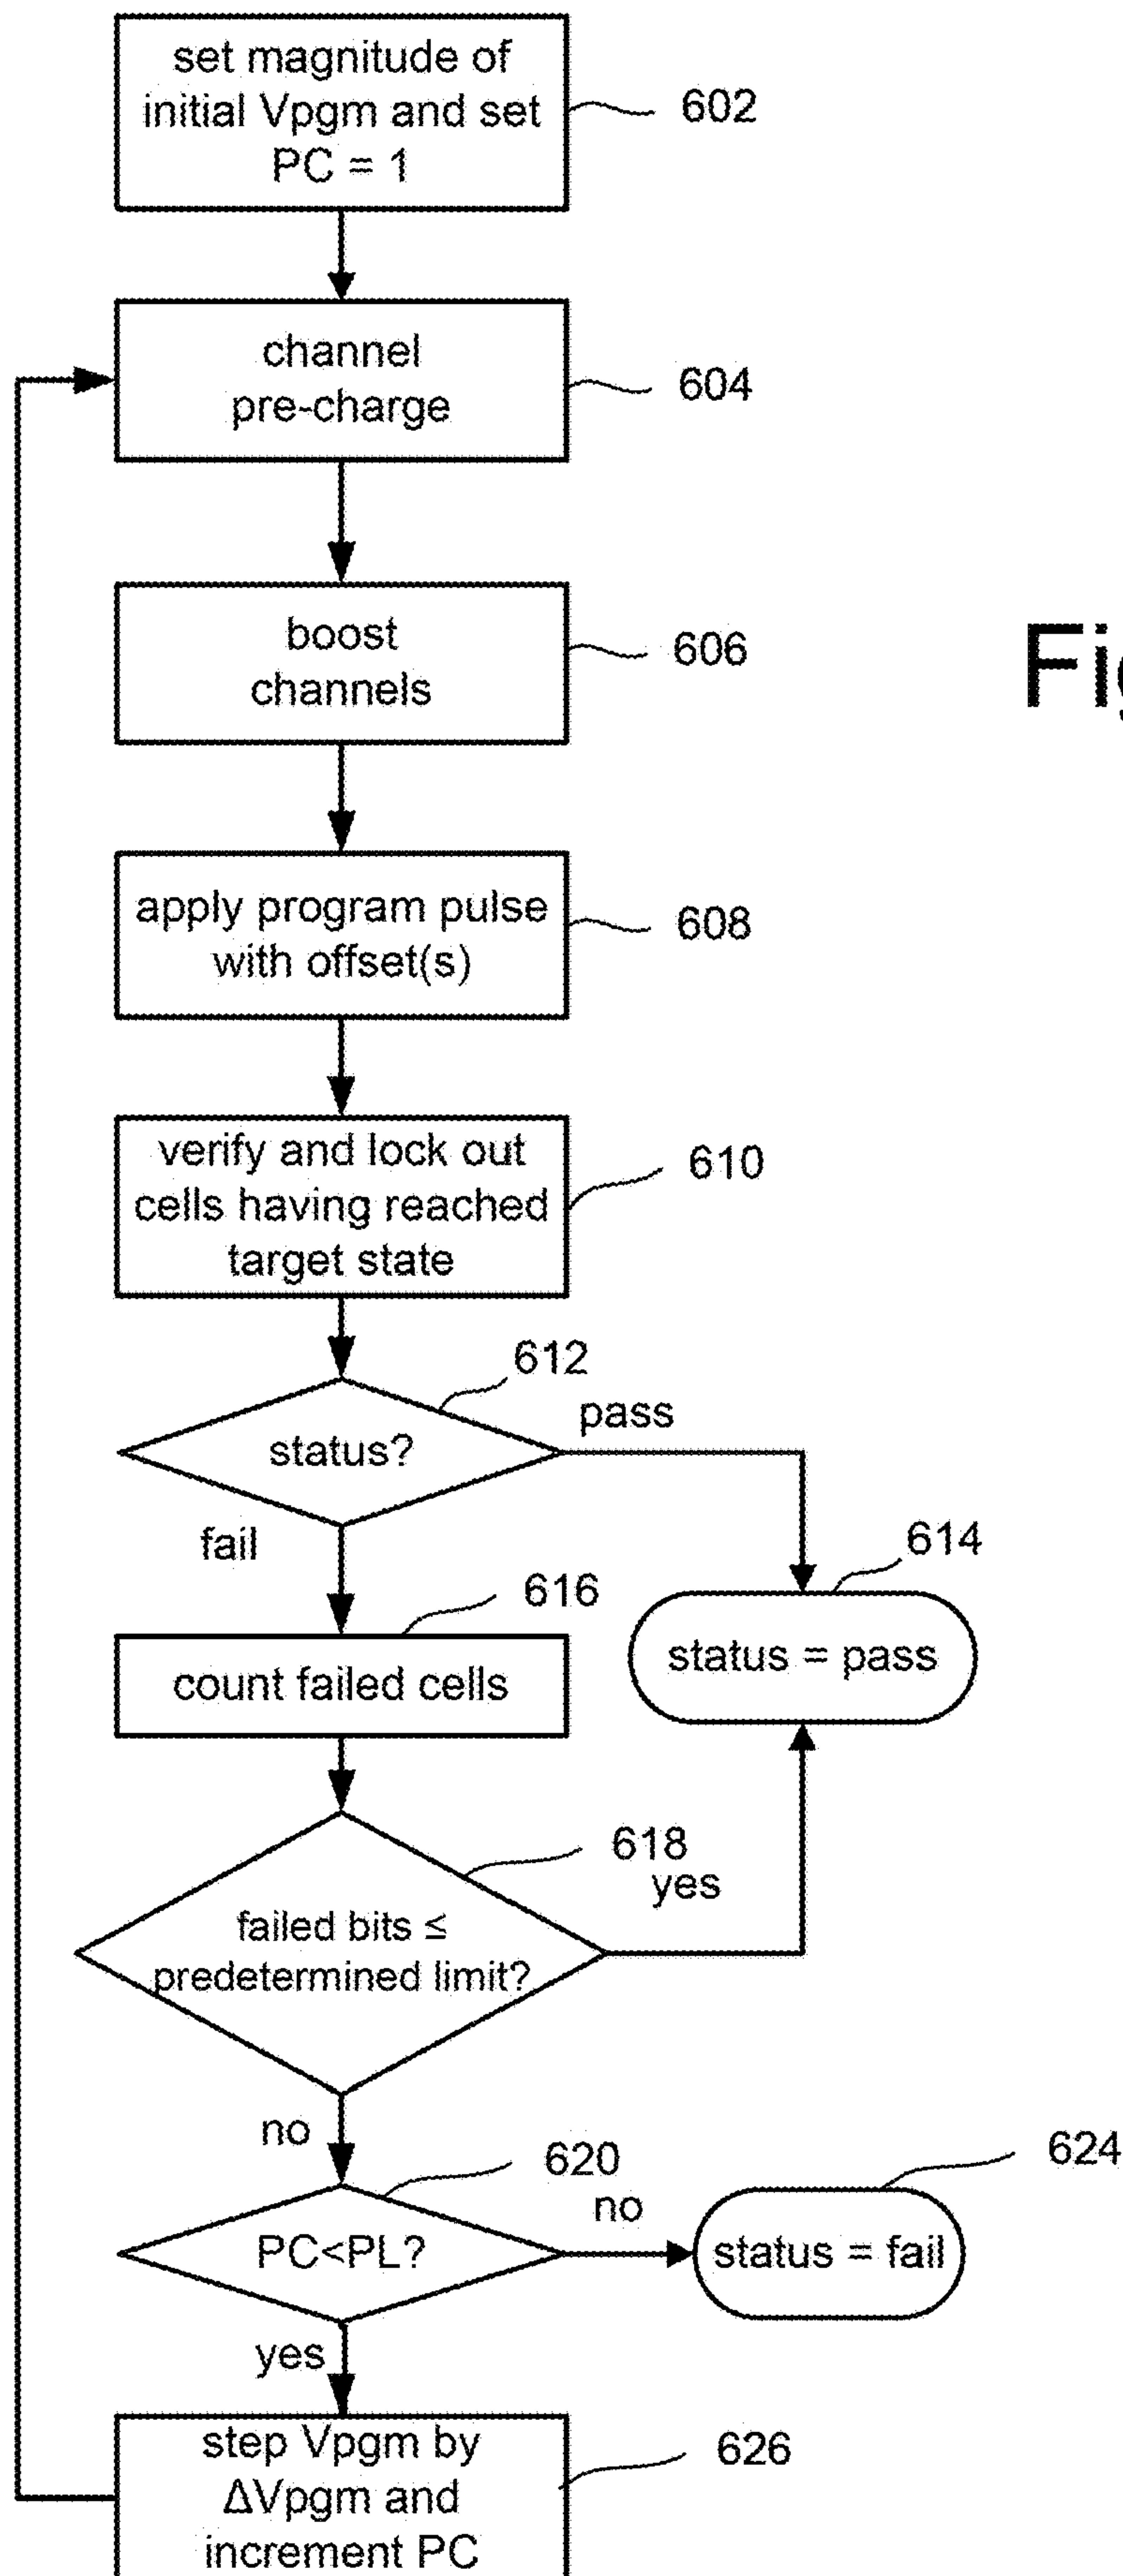 set magnitude of
initial Vpgm and set
PC = 1
602
channel
pre-charge
604
boost
channels
606
apply program pulse
with offset(s)
608
verify and lock out
cells having reached
target state
610
612
status?
pass
fail
614
status = pass
616
count failed cells
618
yes
failed bits ≤
predetermined limit?
no
620
PC<PL?
no
624
status = fail
yes
step Vpgm by
ΔVpgm and
increment PC
626